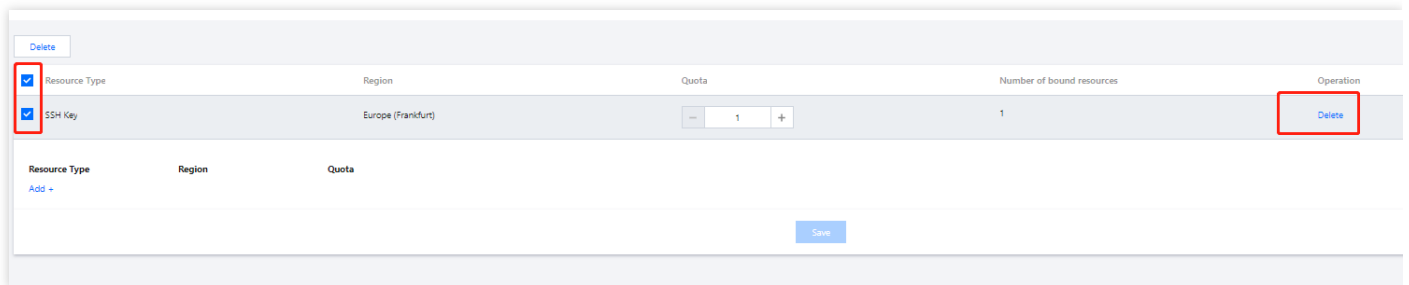 Delete
Resource Type Region Quota Number of bound resources Operation
SSH Key Europe (Frankfurt) − 1 + 1 Delete
Resource Type Region Quota
Add +
Save